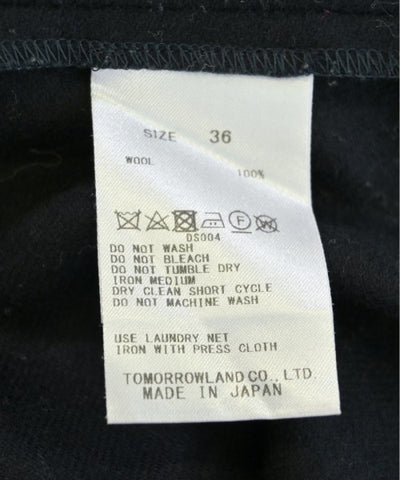 SIZE 36
WOOL
100%
F W
DS004
DO NOT WASH
DO NOT BLEACH
DO NOT TUMBLE DRY
IRON MEDIUM
DRY CLEAN SHORT CYCLE
DO NOT MACHINE WASH
USE LAUNDRY NET
IRON WITH PRESS CLOTH
TOMORROWLAND CO., LTD.
MADE IN JAPAN